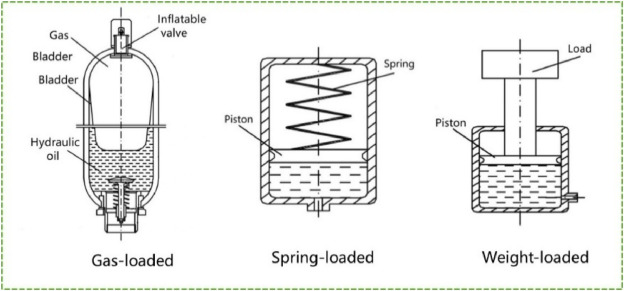 Inflatable
valve
Gas
Bladder
Bladder
Hydraulic
oil
Gas-loaded
Spring
Piston
Spring-loaded
Load
Piston
Weight-loaded